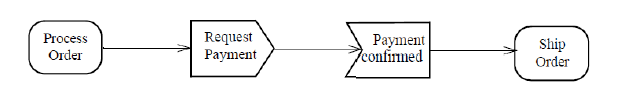 Process
Order
Request
Payment
Payment
confirmed
Ship
Order